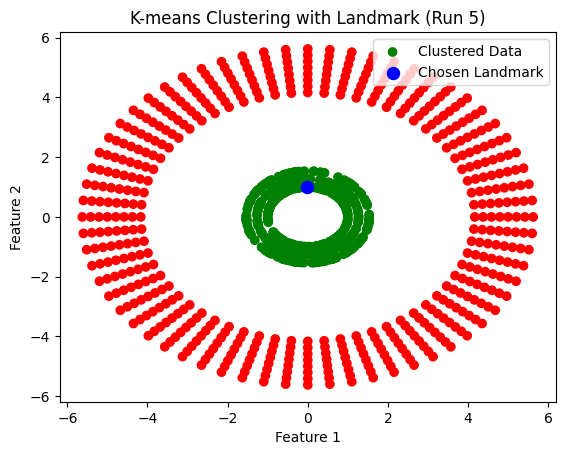 K-means Clustering with Landmark (Run 5)
Clustered Data
Chosen Landmark
Feature 2
6
4
2
0
−2
−4
−6
−6 −4 −2 0 2 4 6
Feature 1